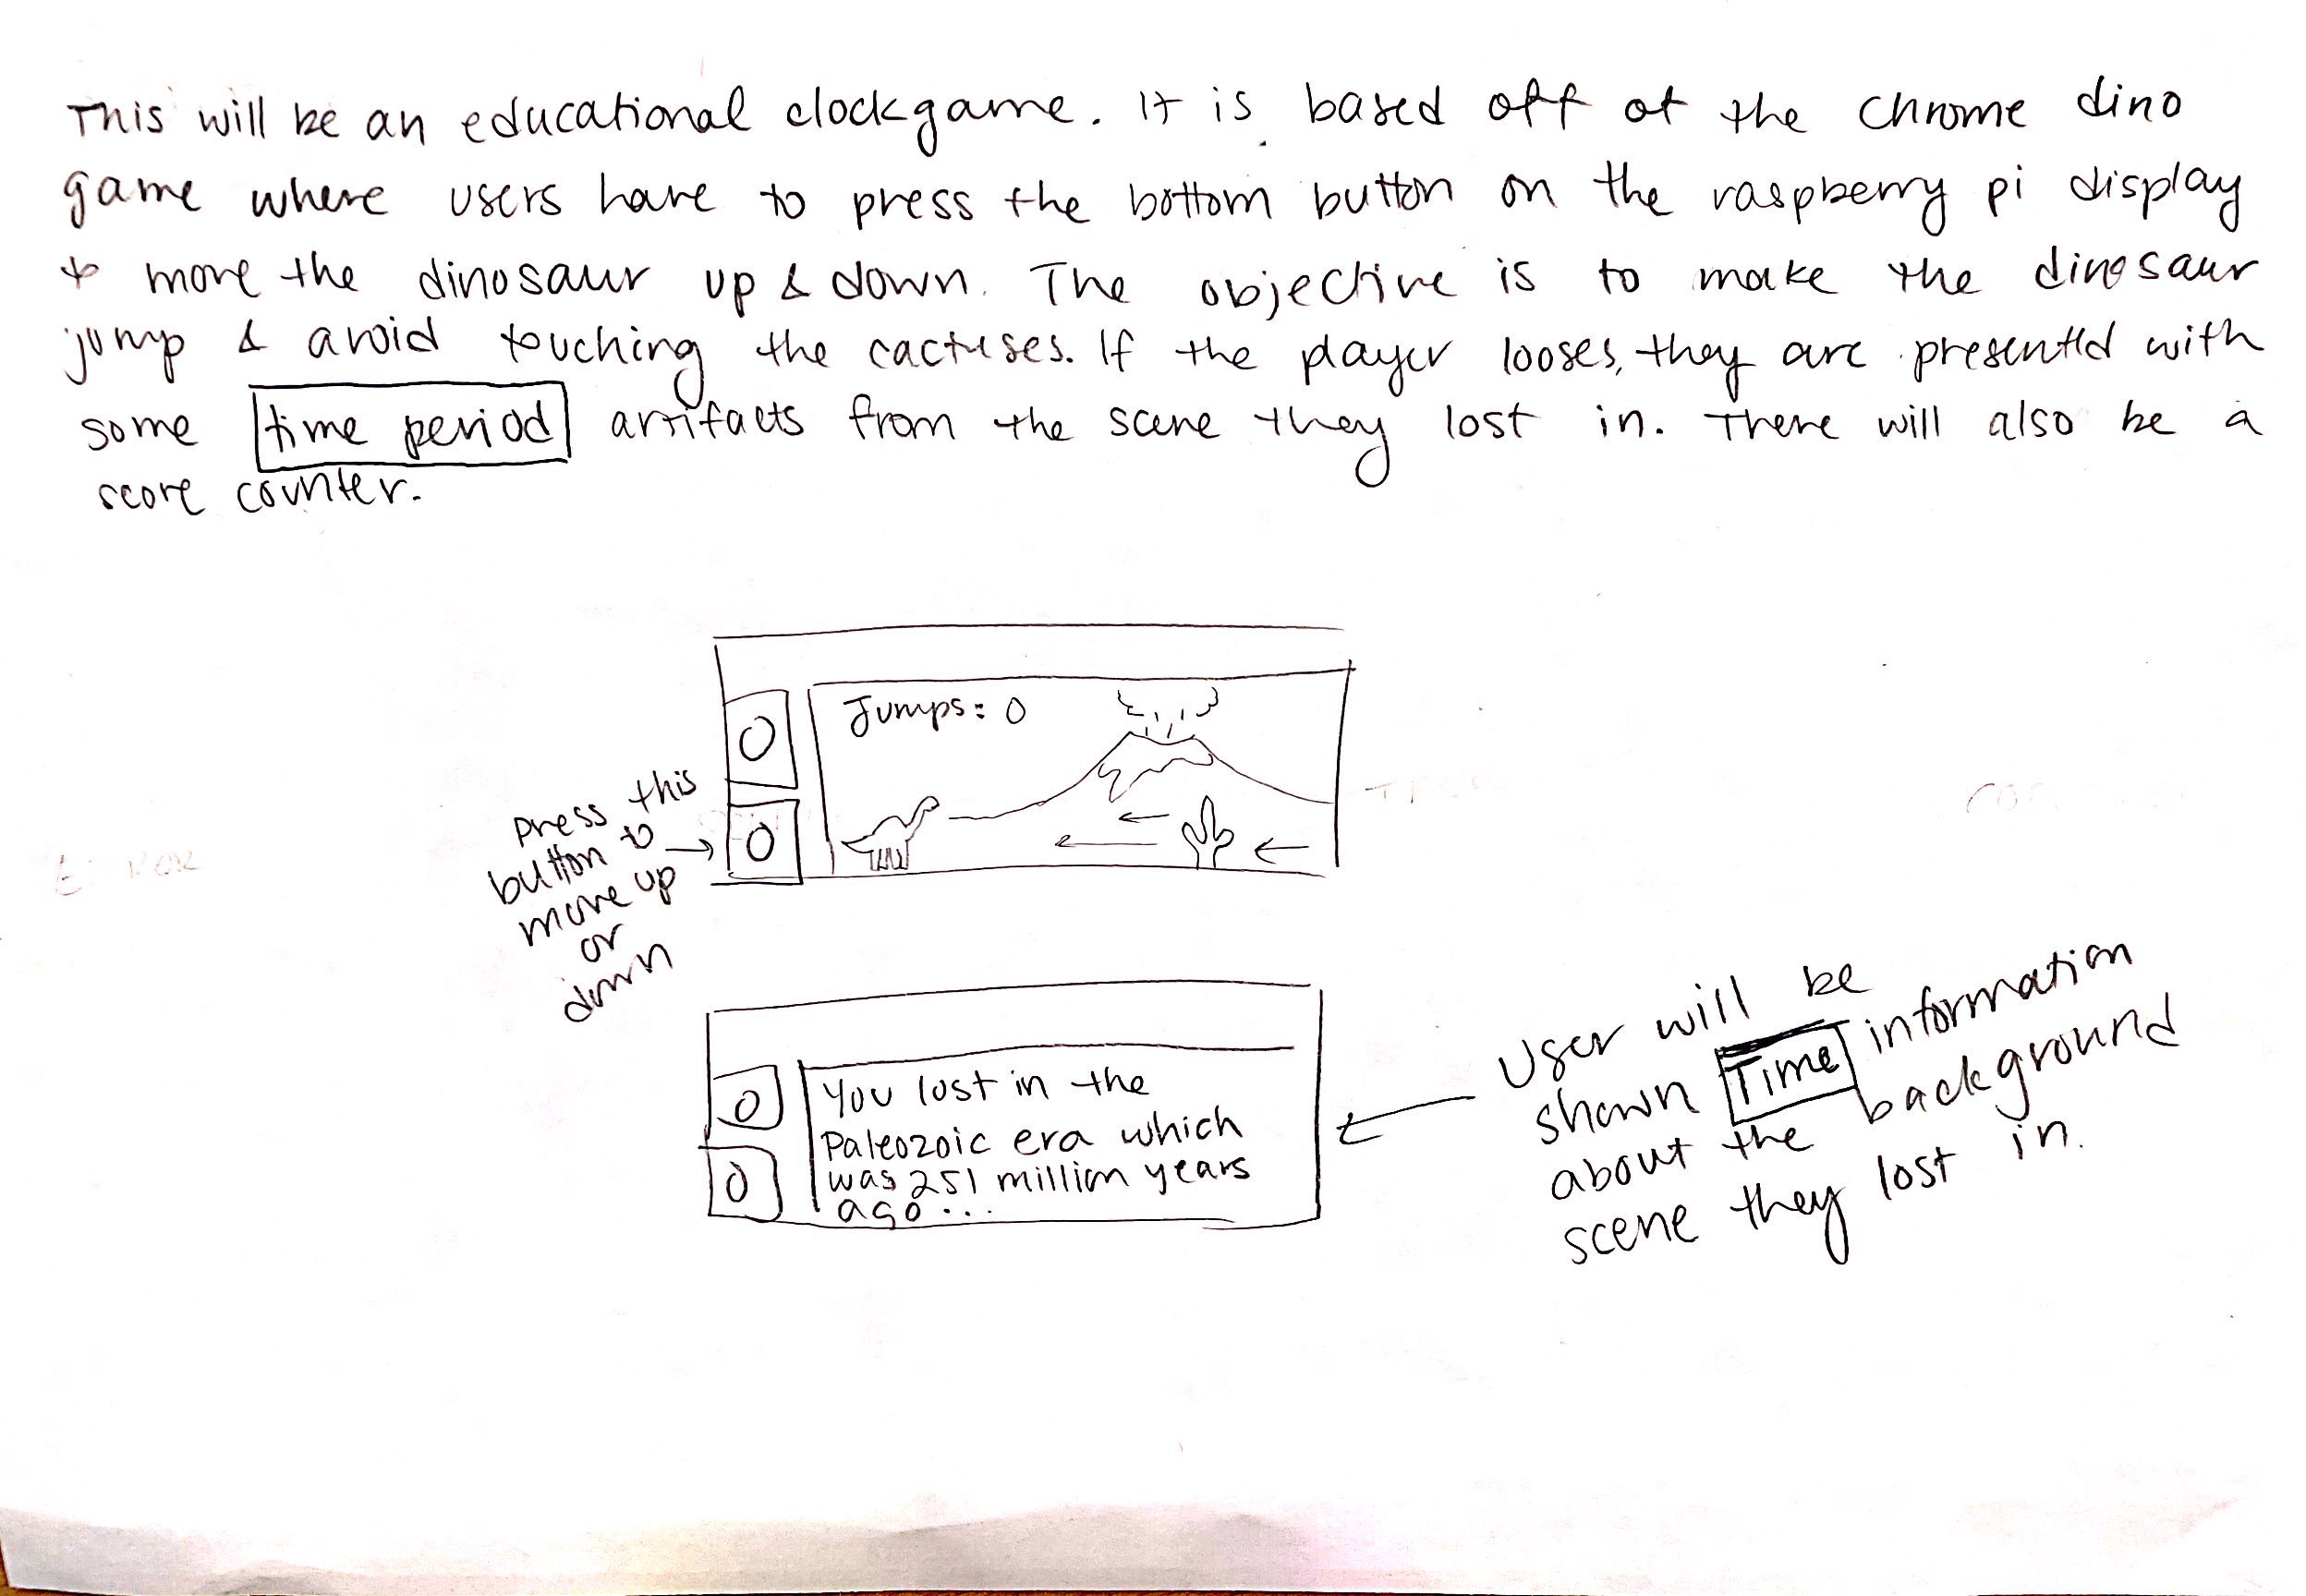 This will be an educational clock game. It is based off of the chrome dino
game where users have to press the bottom button on the raspberry pi display
to move the dinosaur up & down. The objective is to make the dinosaur
jump & avoid touching the cactuses. If the player looses, they are presented with
some time period artifacts from the scene they lost in. There will also be a
score counter.
Jumps: 0
press this
button to
move up
or
down
You lost in the
Paleozoic era which
was 251 million years
ago...
User will be
shown Time information
about the background
scene they lost in.